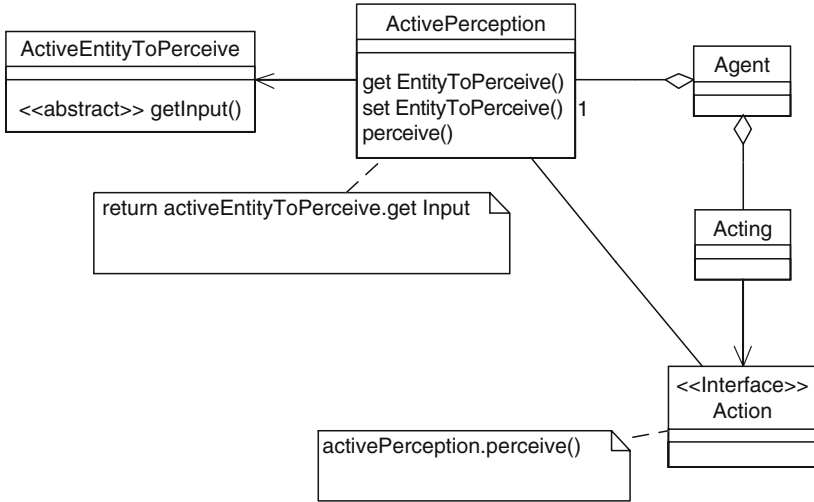 ActivePerception
get EntityToPerceive()
set EntityToPerceive()
perceive()
1
ActiveEntityToPerceive
<<abstract>> getInput()
Agent
return activeEntityToPerceive.get Input
Acting
<<Interface>>
Action
activePerception.perceive()